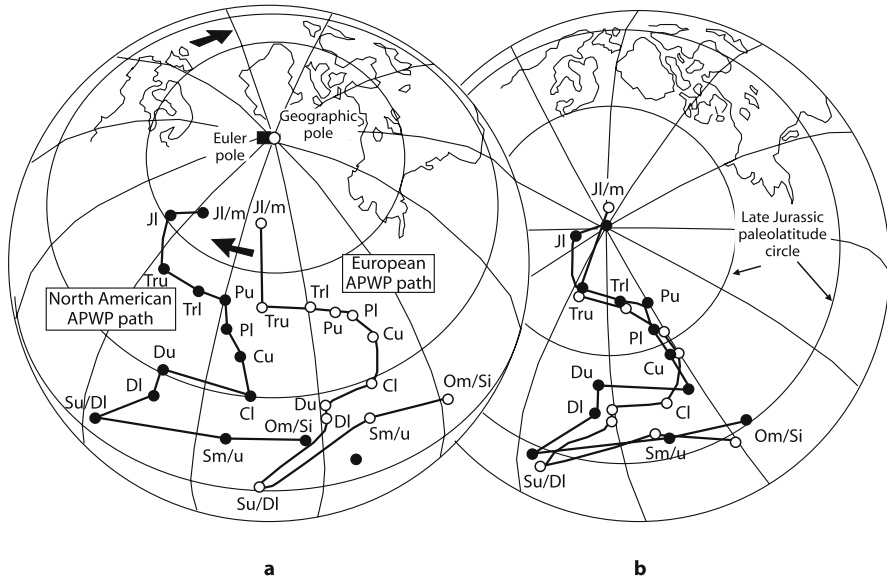 Geographic
pole
Euler
pole
Jl
Jl/m
Jl/m
Tru
Trl
Pu
Pl
Cu
Cl
North American
APWP path
European
APWP path
Tru
Trl
Pu
Pl
Cu
Cl
Du
Dl
Su/Dl
Om/Si
Sm/u
Du
Dl
Sm/u
Om/Si
Su/Dl
a
Jl/m
Jl
Late Jurassic
paleolatitude
circle
Tru
Trl
Pu
Pl
Cu
Du
Dl
Cl
Sm/u
Om/Si
Su/Dl
b